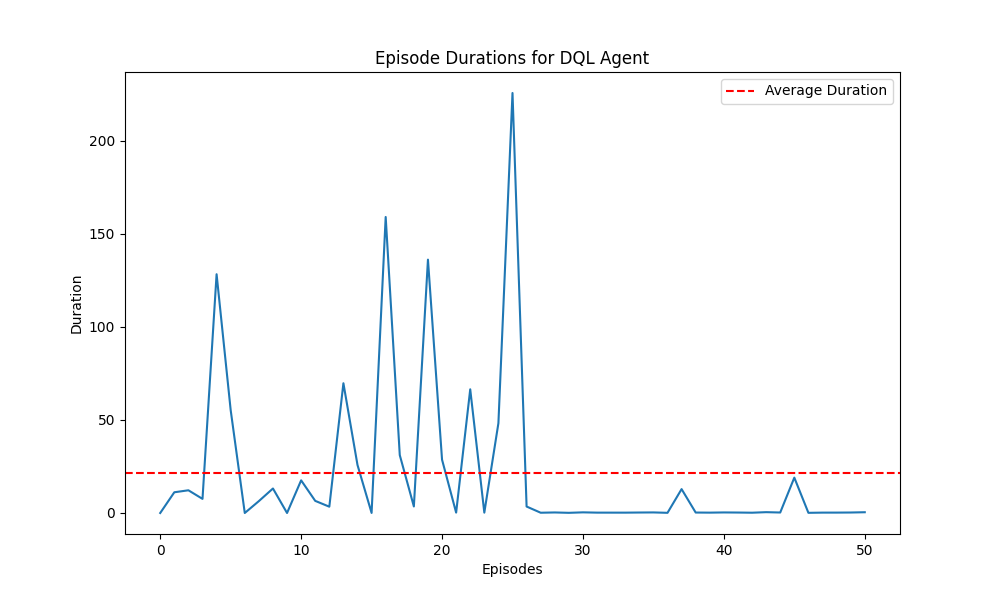 Episode Durations for DQL Agent
Average Duration
Duration
200
150
100
50
0
0 10 20 30 40 50
Episodes